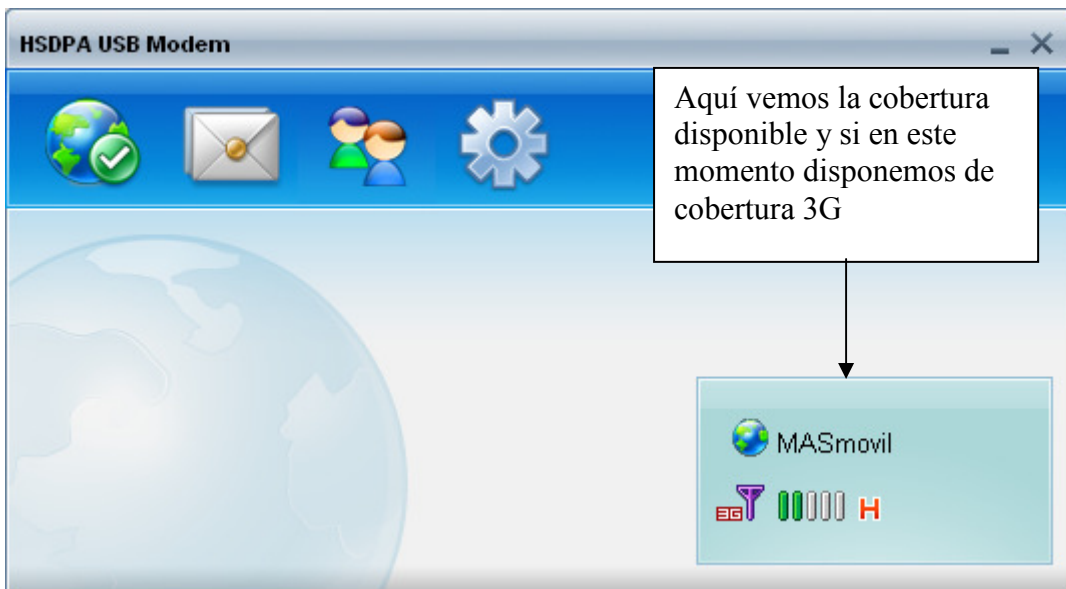 HSDPA USB Modem
Aquí vemos la cobertura
disponible y si en este
momento disponemos de
cobertura 3G
MASmovil
3G
H